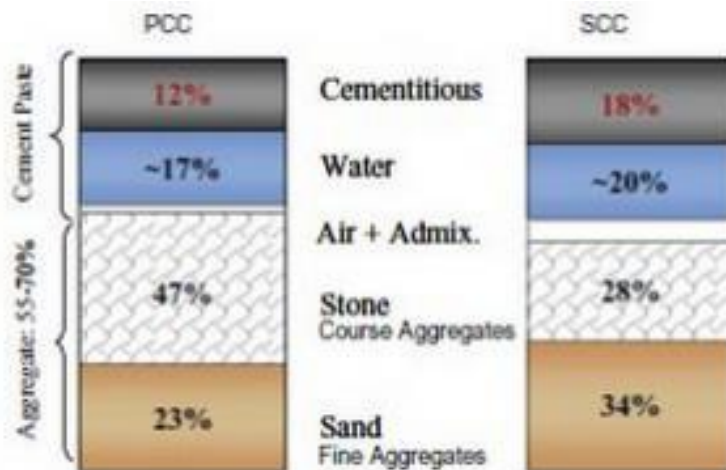 PCC
SCC
Cement Paste
Aggregate: 55-70%
12%
Cementitious
18%
~17%
Water
~20%
Air + Admix.
47%
Stone
Course Aggregates
28%
23%
Sand
Fine Aggregates
34%